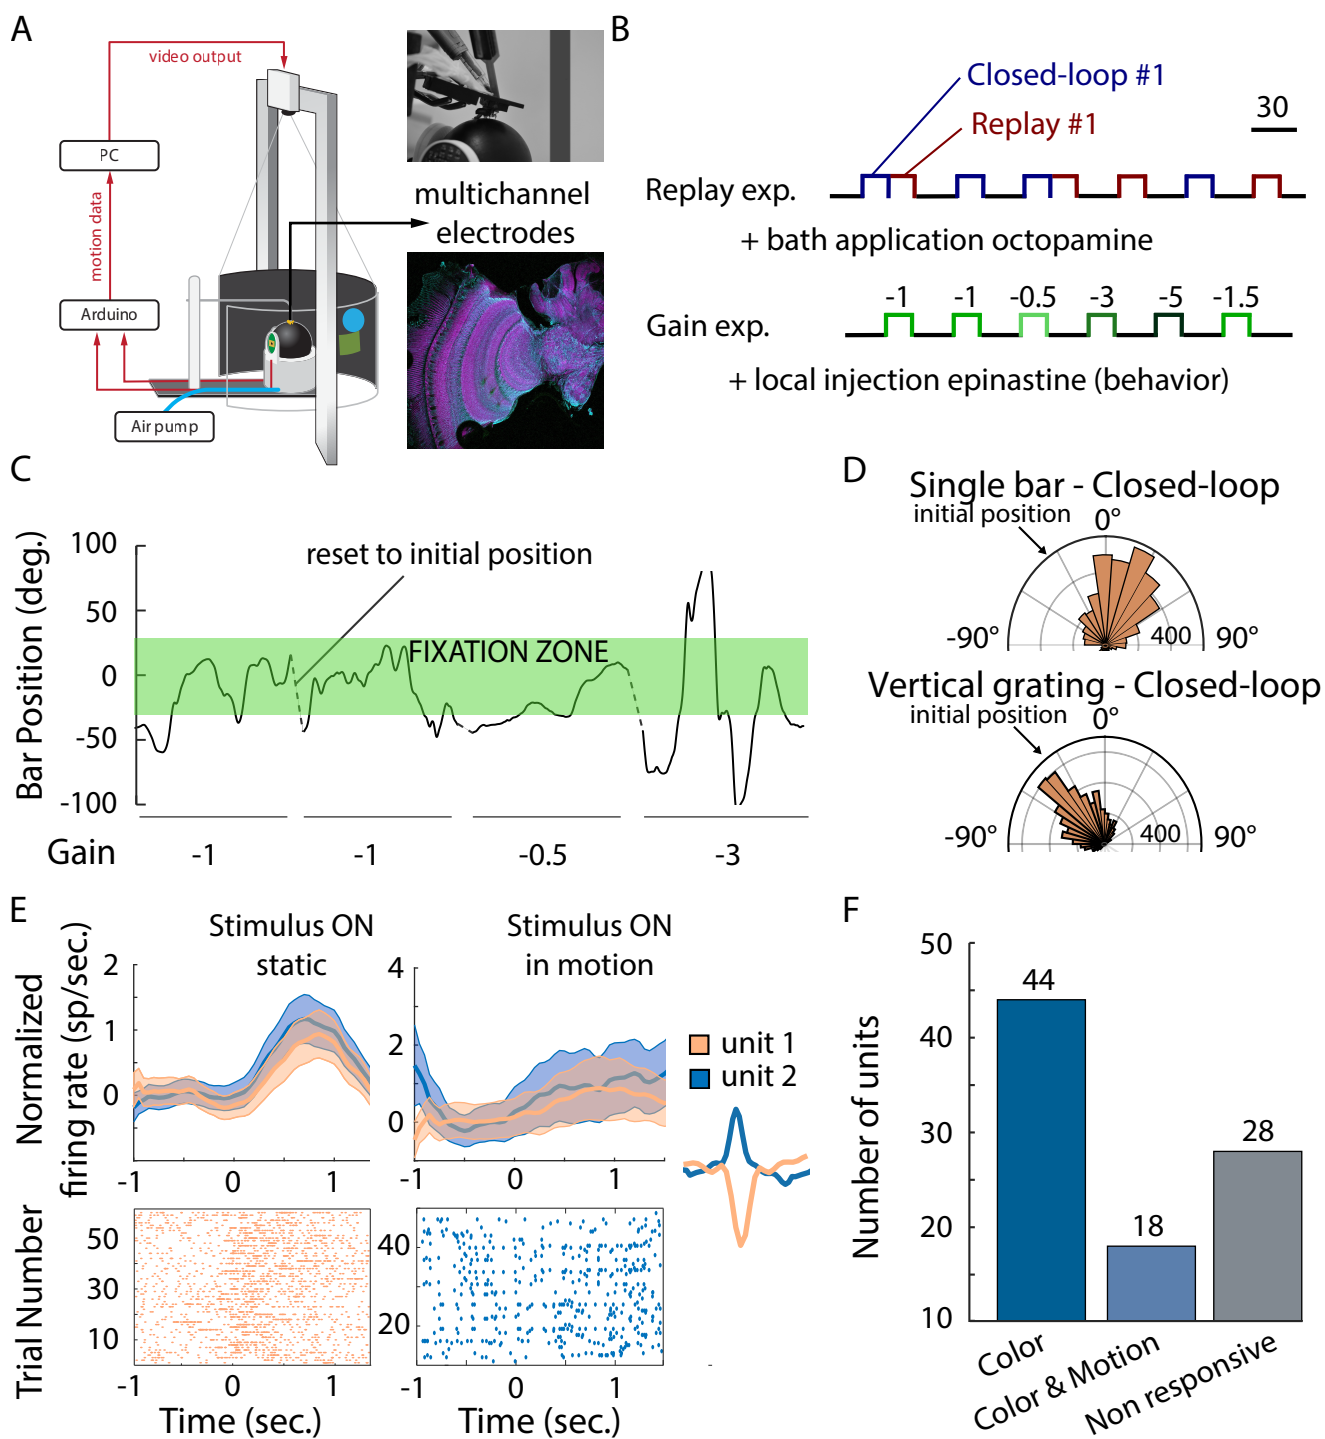 A
video output
PC
motion data
Arduino
Air pump
multichannel
electrodes
B
Closed-loop #1
Replay #1
30
Replay exp.
+ bath application octopamine
-1 -1 -0.5 -3 -5 -1.5
Gain exp.
+ local injection epinastine (behavior)
C
Bar Position (deg.)
100
50
0
-50
-100
reset to initial position
FIXATION ZONE
Gain -1 -1 -0.5 -3
D
Single bar - Closed-loop
initial position
0°
-90° 400 90°
Vertical grating - Closed-loop
initial position
0°
-90° 400 90°
E
Normalized
firing rate (sp/sec.)
Stimulus ON
static
2
1
0
-1 0 1
Stimulus ON
in motion
4
2
0
-1 0 1
unit 1
unit 2
Trial Number
50
30
10
-1 0 1
Time (sec.)
40
20
-1 0 1
Time (sec.)
F
Number of units
50
40
30
20
10
44
18
28
Color
Color & Motion
Non responsive